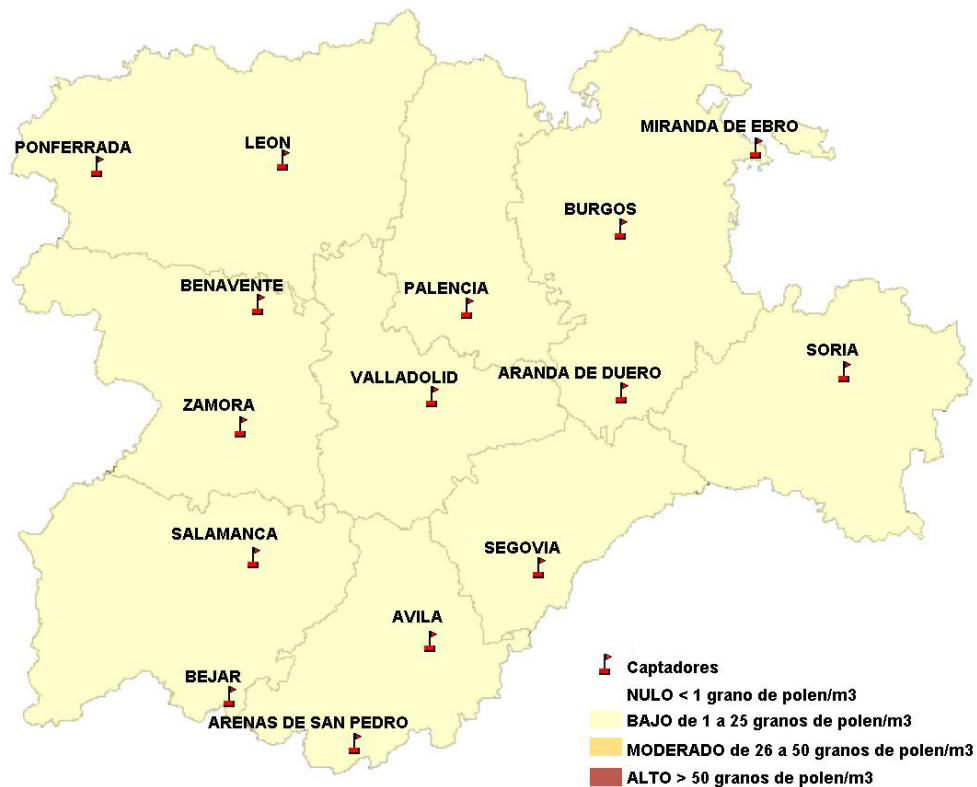 MIRANDA DE EBRO
PONFERRADA
LEON
BURGOS
BENAVENTE
PALENCIA
SORIA
VALLADOLID
ARANDA DE DUERO
ZAMORA
SALAMANCA
SEGOVIA
AVILA
BEJAR
ARENAS DE SAN PEDRO
Captadores
NULO < 1 grano de polen/m3
BAJO de 1 a 25 granos de polen/m3
MODERADO de 26 a 50 granos de polen/m3
ALTO > 50 granos de polen/m3